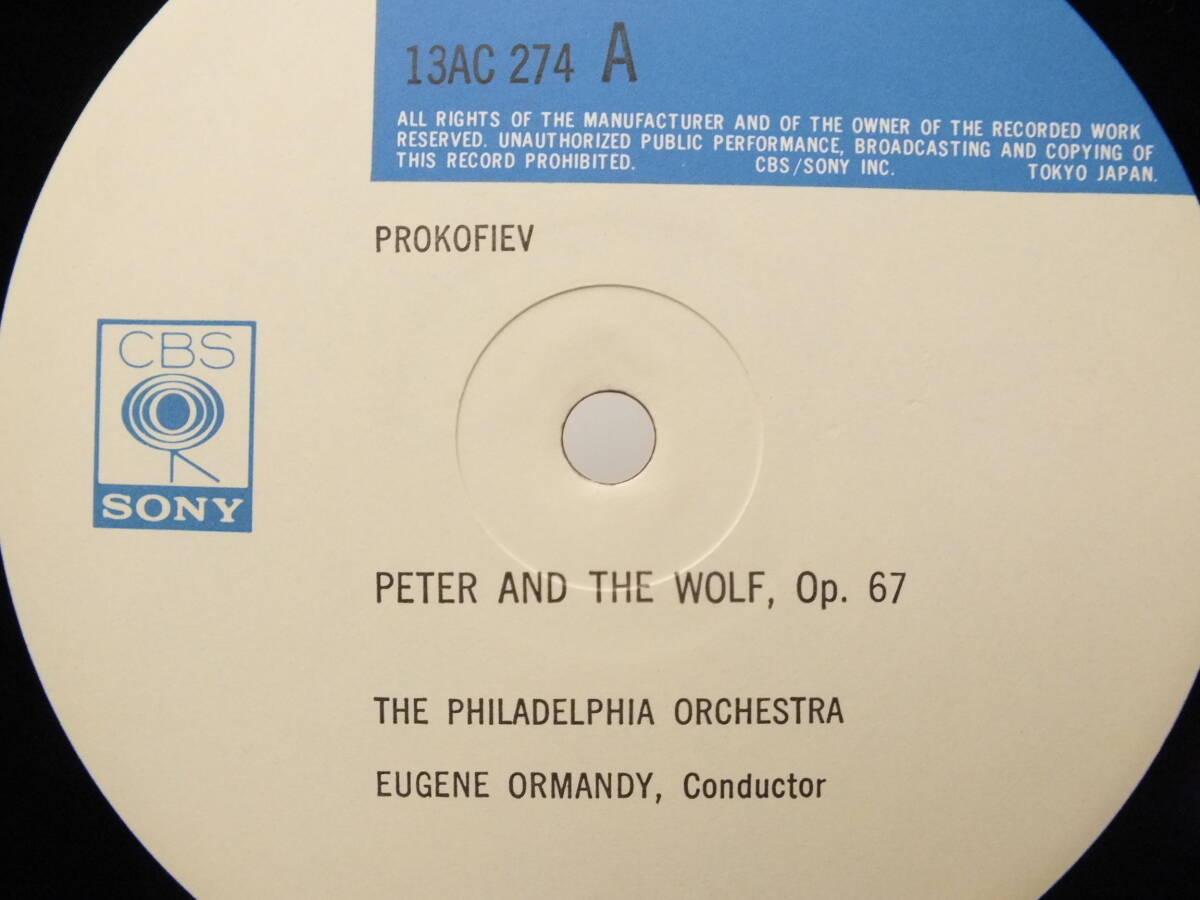 13AC 274 A
ALL RIGHTS OF THE MANUFACTURER AND OF THE OWNER OF THE RECORDED WORK
RESERVED. UNAUTHORIZED PUBLIC PERFORMANCE, BROADCASTING AND COPYING OF
THIS RECORD PROHIBITED. CBS/SONY INC. TOKYO JAPAN.
PROKOFIEV
CBS
SONY
PETER AND THE WOLF, Op. 67
THE PHILADELPHIA ORCHESTRA
EUGENE ORMANDY, Conductor